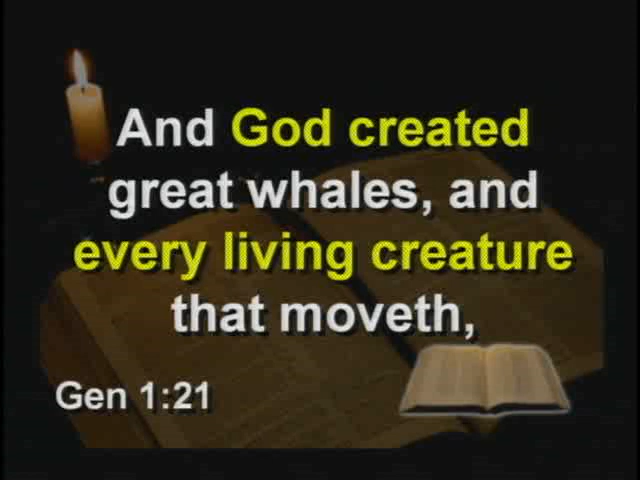 And God created
great whales, and
every living creature
that moveth,
Gen 1:21